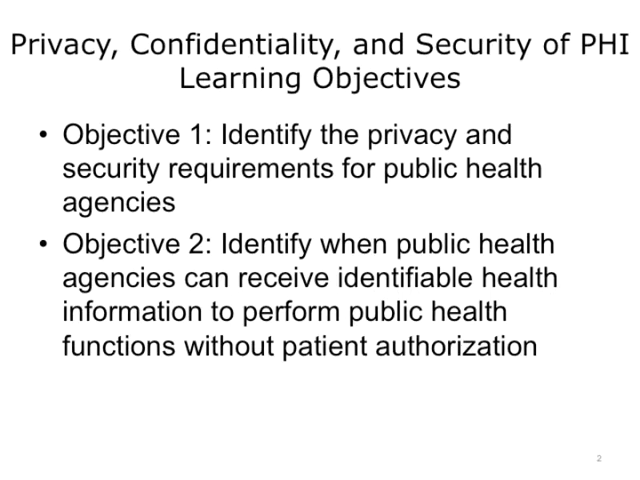 Privacy, Confidentiality, and Security of PHI
Learning Objectives
• Objective 1: Identify the privacy and
security requirements for public health
agencies
• Objective 2: Identify when public health
agencies can receive identifiable health
information to perform public health
functions without patient authorization
2